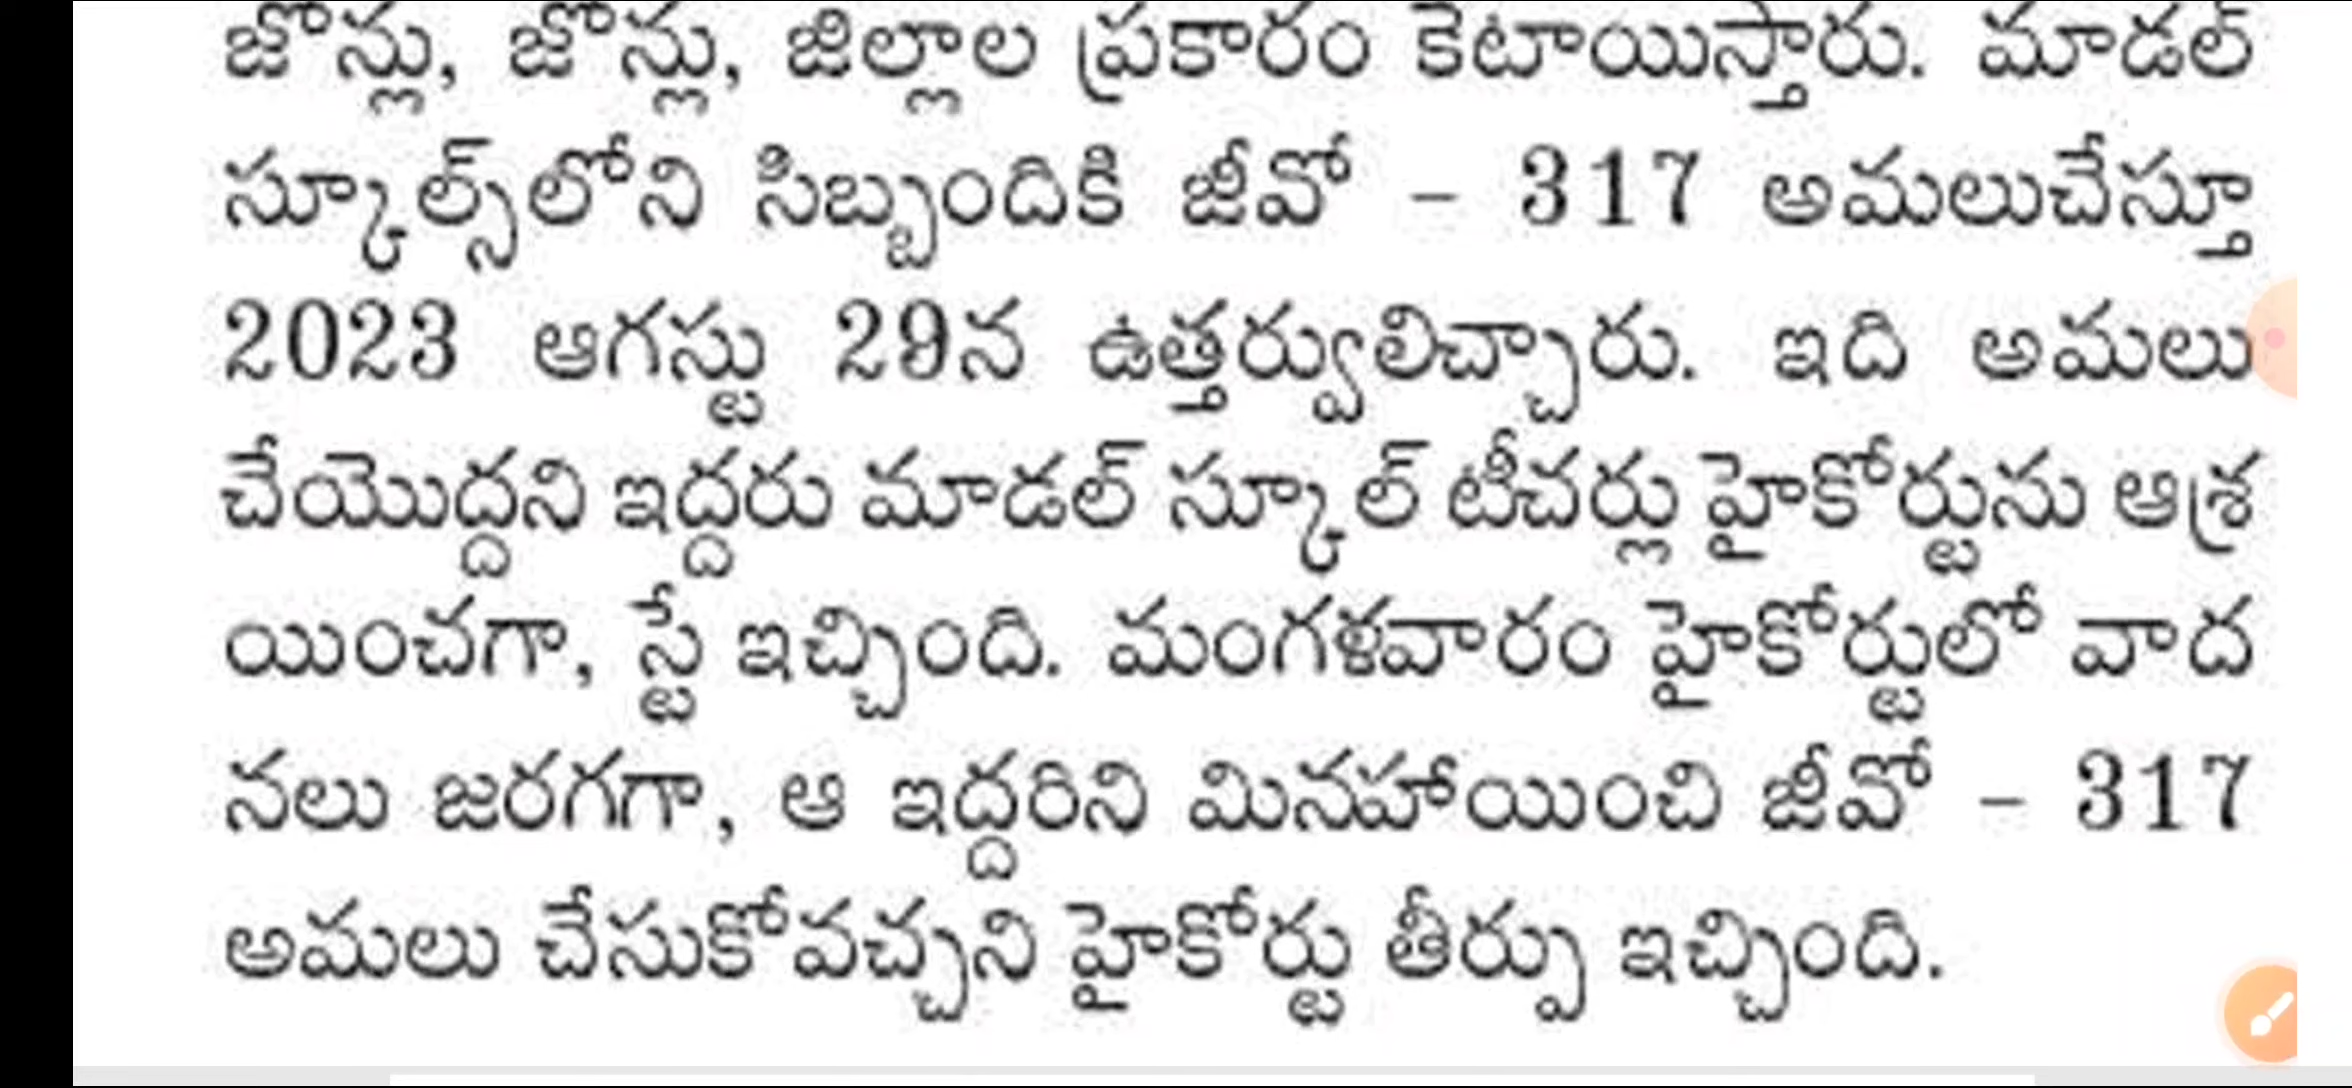 జోన్లు, జోన్లు, జిల్లాల ప్రకారం కేటాయిస్తారు. మాడల్
స్కూల్స్‌లోని సిబ్బందికి జీవో – 317 అమలుచేస్తూ
2023 ఆగస్టు 29న ఉత్తర్వులిచ్చారు. ఇది అమలు
చేయొద్దని ఇద్దరు మాడల్ స్కూల్ టీచర్లు హైకోర్టును ఆశ్ర
యించగా, స్టే ఇచ్చింది. మంగళవారం హైకోర్టులో వాద
నలు జరగగా, ఆ ఇద్దరిని మినహాయించి జీవో – 317
అమలు చేసుకోవచ్చని హైకోర్టు తీర్పు ఇచ్చింది.